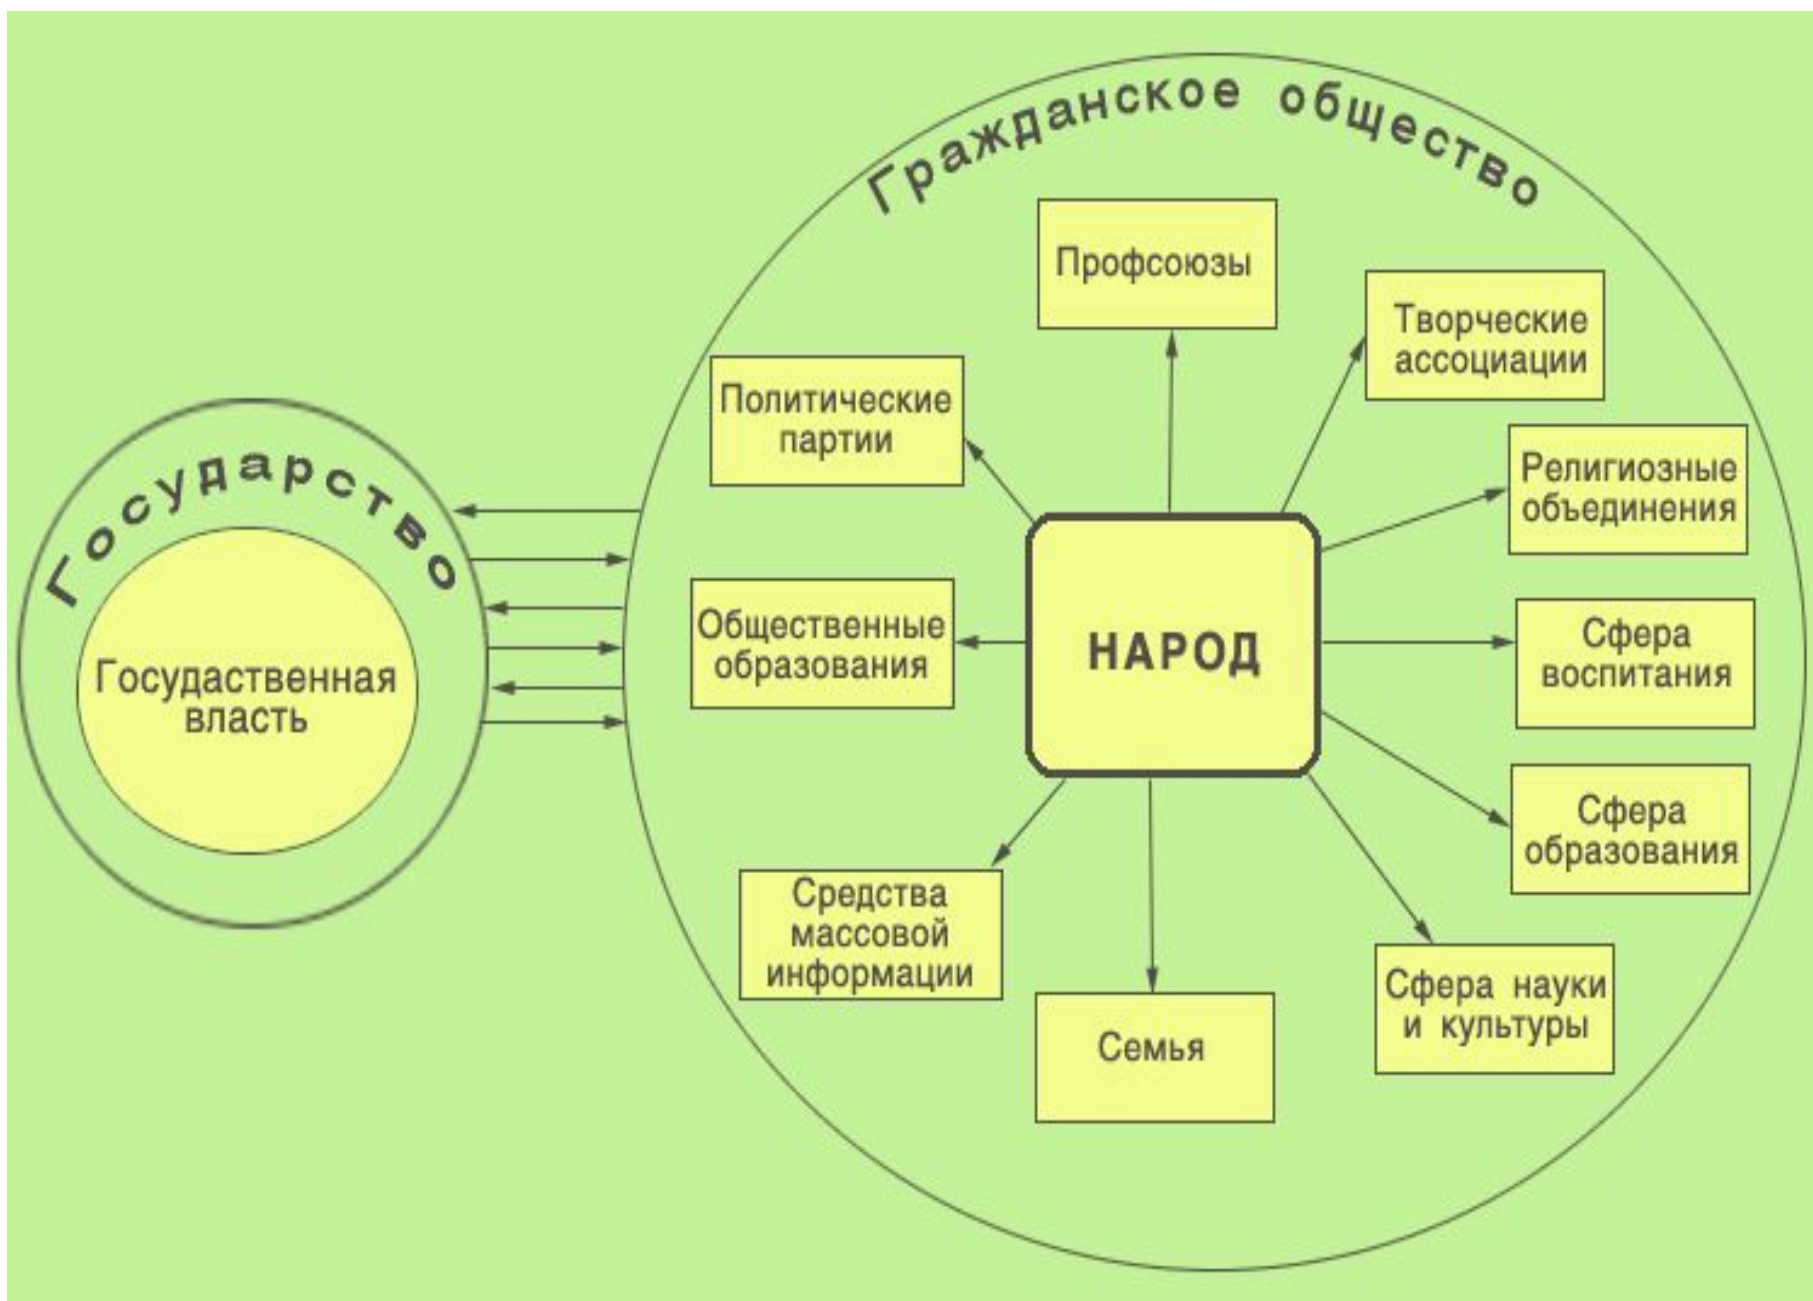 Гражданское общество
Профсоюзы
Творческие
ассоциации
Политические
партии
Религиозные
объединения
Государство
Государственная
власть
Общественные
образования
НАРОД
Сфера
воспитания
Сфера
образования
Средства
массовой
информации
Сфера науки
и культуры
Семья